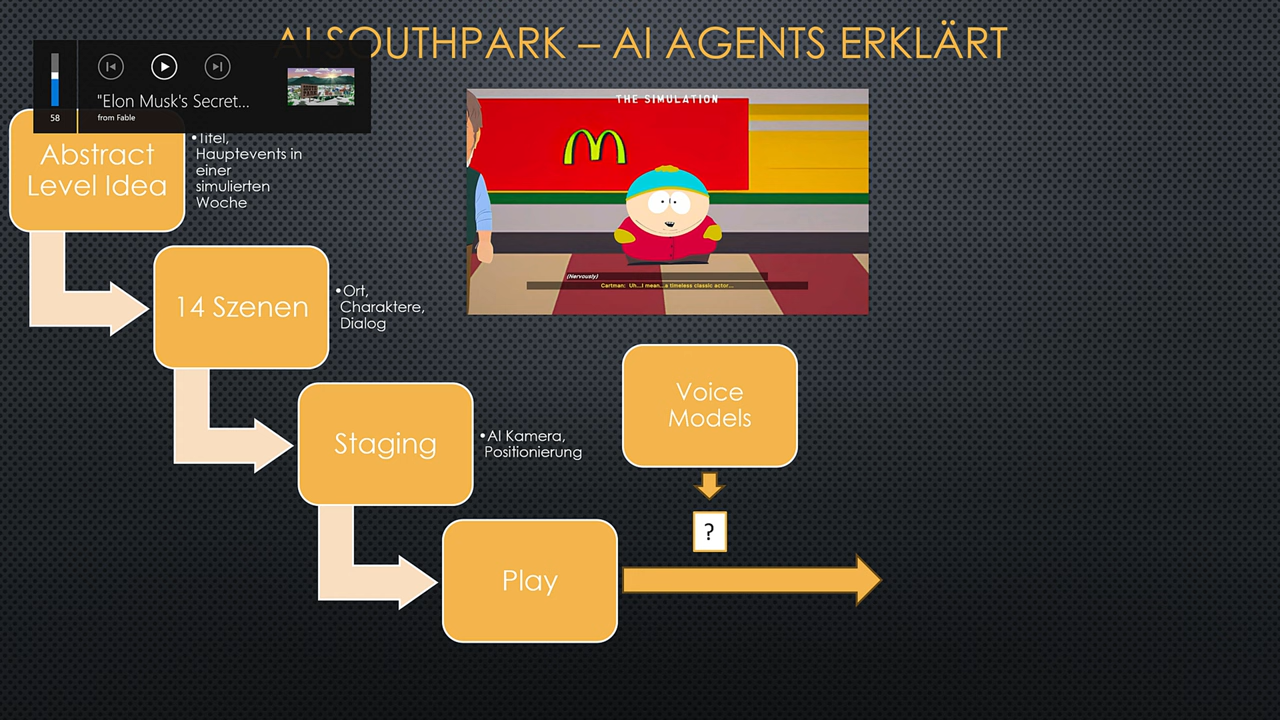 AI SOUTHPARK – AI AGENTS ERKLÄRT
58
"Elon Musk's Secret...
from Fable
Abstract
Level Idea
•Titel,
Hauptevents in
einer
simulierten
Woche
THE SIMULATION
(Nervously)
Cartman: Uh...I mean...a timeless classic actor...
14 Szenen
•Ort,
Charaktere,
Dialog
Staging
•AI Kamera,
Positionierung
Voice
Models
?
Play